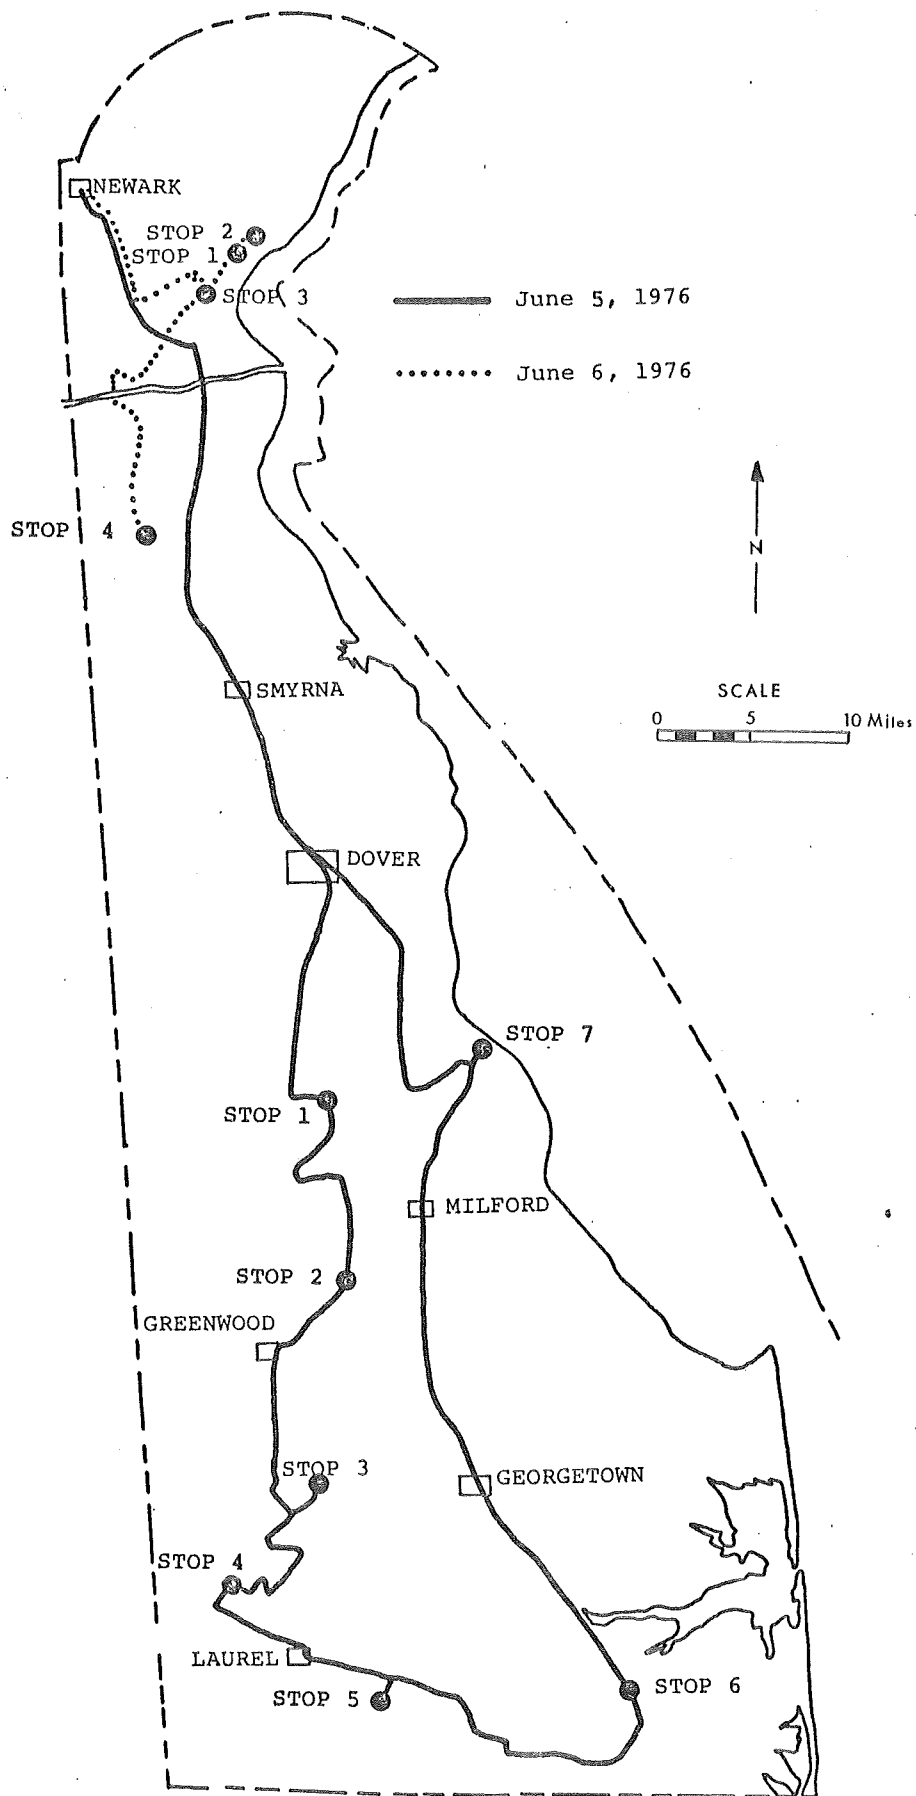 NEWARK
STOP 2
STOP 1
STOP 3
June 5, 1976
June 6, 1976
STOP 4
N
SMYRNA
SCALE
0 5 10 Miles
DOVER
STOP 7
STOP 1
MILFORD
STOP 2
GREENWOOD
STOP 3
GEORGETOWN
STOP 4
LAUREL
STOP 5
STOP 6